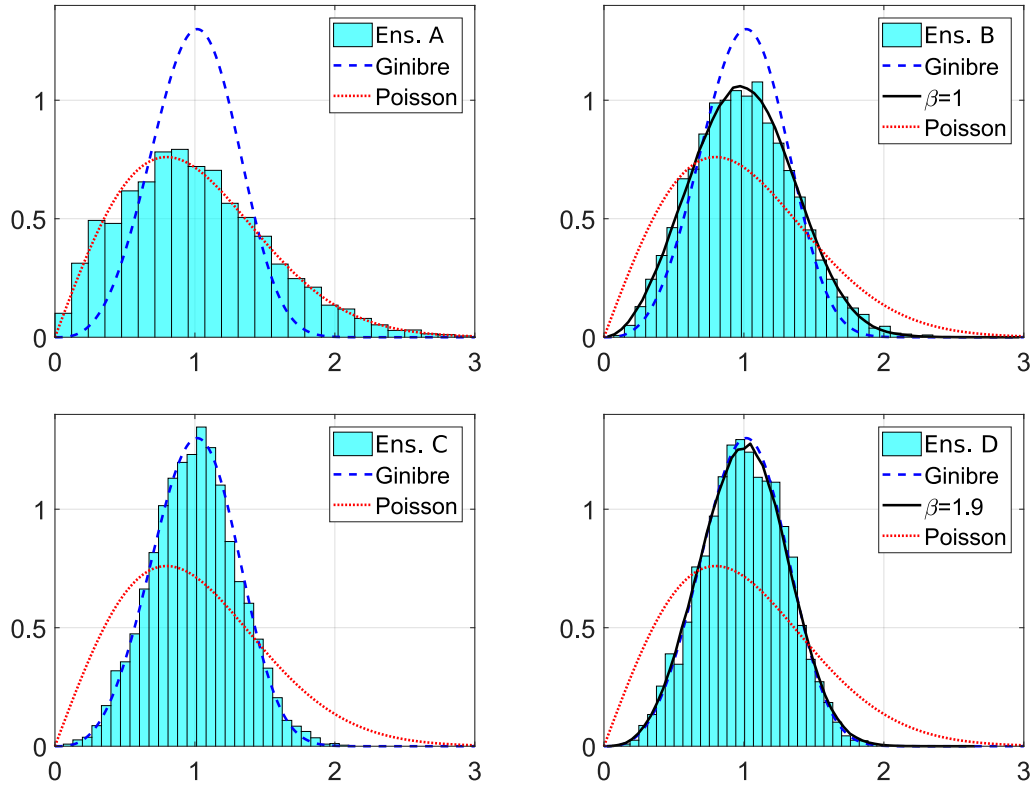 Ens. A
Ginibre
Poisson
1
0.5
0
0 1 2 3
Ens. B
Ginibre
β=1
Poisson
1
0.5
0
0 1 2 3
Ens. C
Ginibre
Poisson
1
0.5
0
0 1 2 3
Ens. D
Ginibre
β=1.9
Poisson
1
0.5
0
0 1 2 3